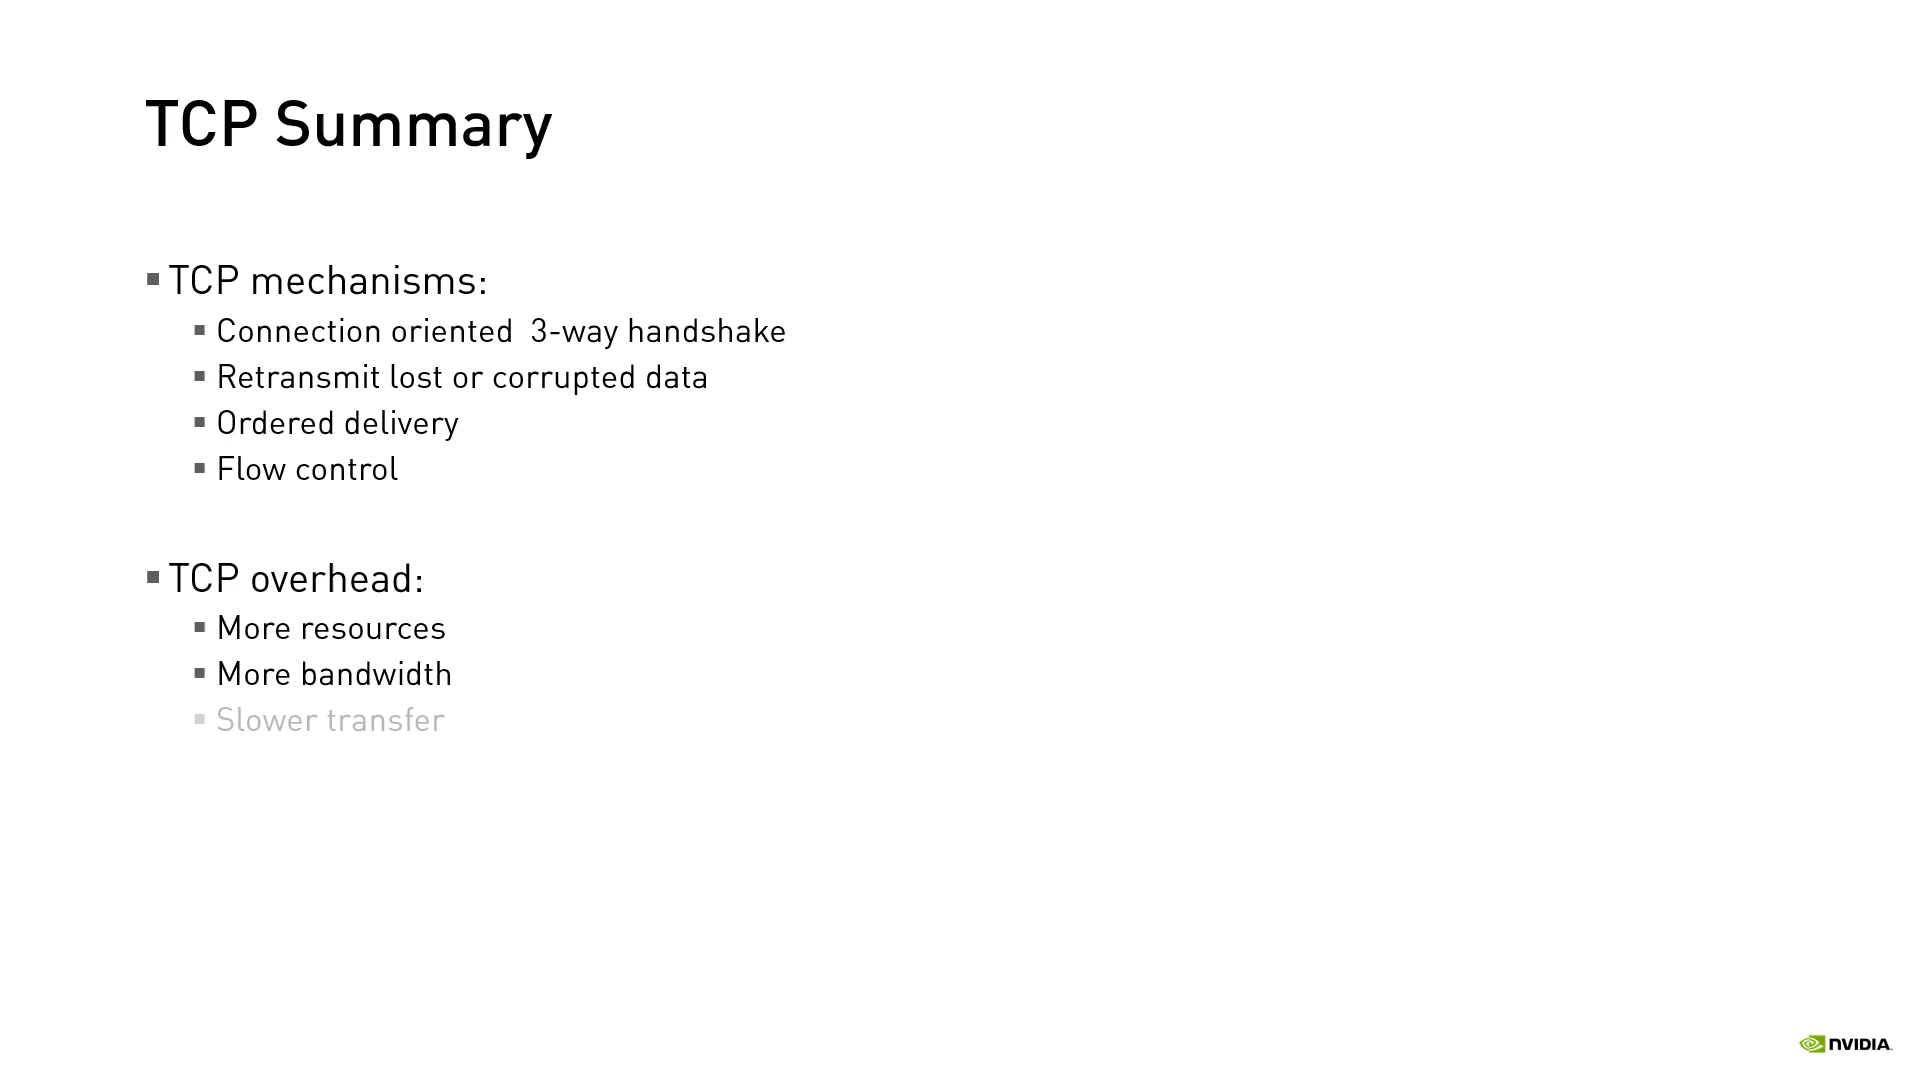 TCP Summary
TCP mechanisms:
Connection oriented  3-way handshake
Retransmit lost or corrupted data
Ordered delivery
Flow control
TCP overhead:
More resources
More bandwidth
Slower transfer
NVIDIA.